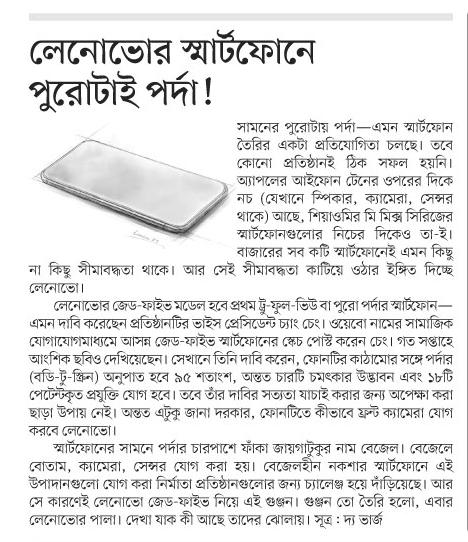 লেনোভোর স্মার্টফোনে
পুরোটাই পর্দা!
সামনের পুরোটায় পর্দা—এমন স্মার্টফোন
তৈরির একটা প্রতিযোগিতা চলছে। তবে
কোনো প্রতিষ্ঠানই ঠিক সফল হয়নি।
অ্যাপলের আইফোন টেনের ওপরের দিকে
নচ (যেখানে স্পিকার, ক্যামেরা, সেন্সর
থাকে) আছে, শিয়াওমির মি মিক্স সিরিজের
স্মার্টফোনগুলোর নিচের দিকেও তা-ই।
বাজারের সব কটি স্মার্টফোনেই এমন কিছু
না কিছু সীমাবদ্ধতা থাকে। আর সেই সীমাবদ্ধতা কাটিয়ে ওঠার ইঙ্গিত দিচ্ছে
লেনোভো।
লেনোভোর জেড-ফাইভ মডেল হবে প্রথম ট্রু-ফুল-ভিউ বা পুরো পর্দার স্মার্টফোন—
এমন দাবি করেছেন প্রতিষ্ঠানটির ভাইস প্রেসিডেন্ট চ্যাং চেং। ওয়েবো নামের সামাজিক
যোগাযোগমাধ্যমে আসন্ন জেড-ফাইভ স্মার্টফোনের স্কেচ পোস্ট করেন চেং। গত সপ্তাহে
আংশিক ছবিও দেখিয়েছেন। সেখানে তিনি দাবি করেন, ফোনটির কাঠামোর সঙ্গে পর্দার
(বডি-টু-স্ক্রিন) অনুপাত হবে ৯৫ শতাংশ, অন্তত চারটি চমৎকার উদ্ভাবন এবং ১৮টি
পেটেন্টকৃত প্রযুক্তি যোগ হবে। তবে তাঁর দাবির সত্যতা যাচাই করার জন্য অপেক্ষা করা
ছাড়া উপায় নেই। অন্তত এটুকু জানা দরকার, ফোনটিতে কীভাবে ফ্রন্ট ক্যামেরা যোগ
করবে লেনোভো।
স্মার্টফোনের সামনে পর্দার চারপাশে ফাঁকা জায়গাটুকুর নাম বেজেল। বেজেলে
বোতাম, ক্যামেরা, সেন্সর যোগ করা হয়। বেজেলহীন নকশার স্মার্টফোনে এই
উপাদানগুলো যোগ করা নির্মাতা প্রতিষ্ঠানগুলোর জন্য চ্যালেঞ্জ হয়ে দাঁড়িয়েছে। আর
সে কারণেই লেনোভো জেড-ফাইভ নিয়ে এই গুঞ্জন। গুঞ্জন তো তৈরি হলো, এবার
লেনোভোর পালা। দেখা যাক কী আছে তাদের ঝোলায়। সূত্র : দ্য ভার্জ